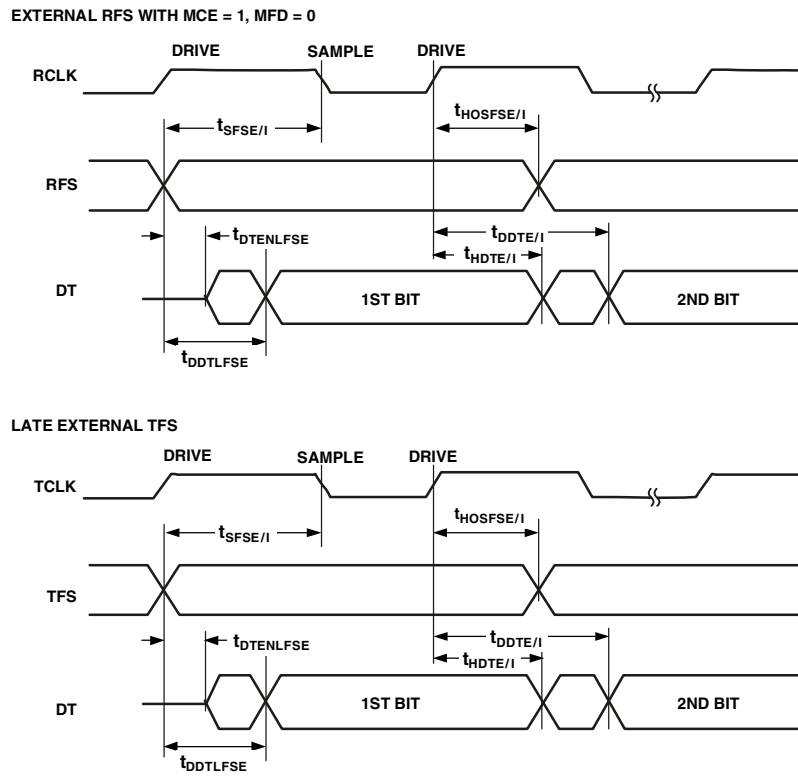 EXTERNAL RFS WITH MCE = 1, MFD = 0
DRIVE SAMPLE DRIVE
RCLK
tSFSE/I
tHOSFSE/I
RFS
tDTENLFSE
tDDTE/I
tHDTE/I
DT
1ST BIT
2ND BIT
tDDTLFSE
LATE EXTERNAL TFS
DRIVE SAMPLE DRIVE
TCLK
tSFSE/I
tHOSFSE/I
TFS
tDTENLFSE
tDDTE/I
tHDTE/I
DT
1ST BIT
2ND BIT
tDDTLFSE